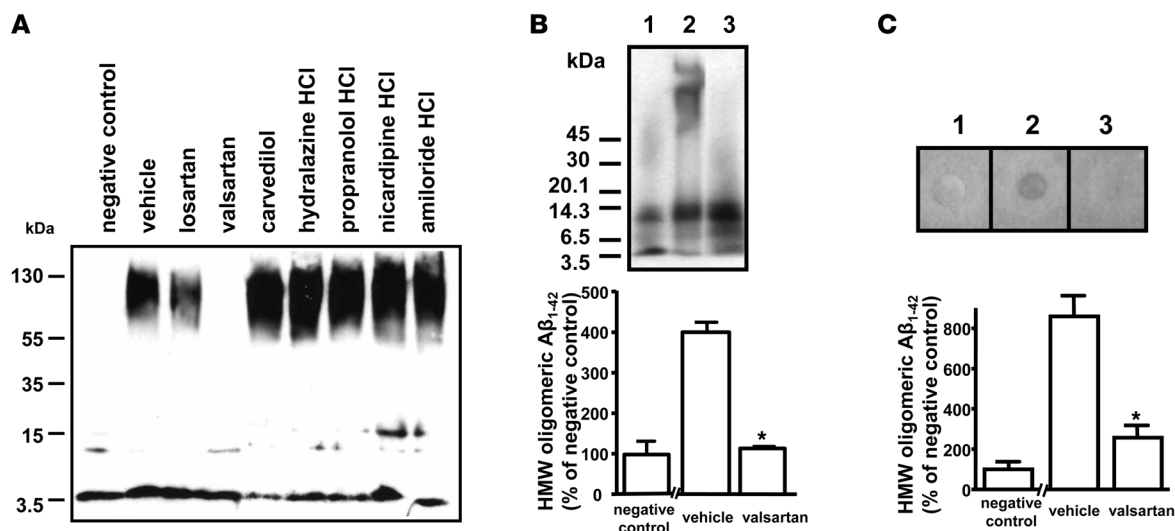 A
negative control
vehicle
losartan
valsartan
carvedilol
hydralazine HCl
propranolol HCl
nicardipine HCl
amiloride HCl
kDa
130
55
35
15
3.5
B
1 2 3
kDa
45
30
20.1
14.3
6.5
3.5
HMW oligomeric Aβ1-42
(% of negative control)
500
400
300
200
100
0
*
negative
control
vehicle
valsartan
C
1 2 3
HMW oligomeric Aβ1-42
(% of negative control)
800
600
400
200
0
*
negative
control
vehicle
valsartan